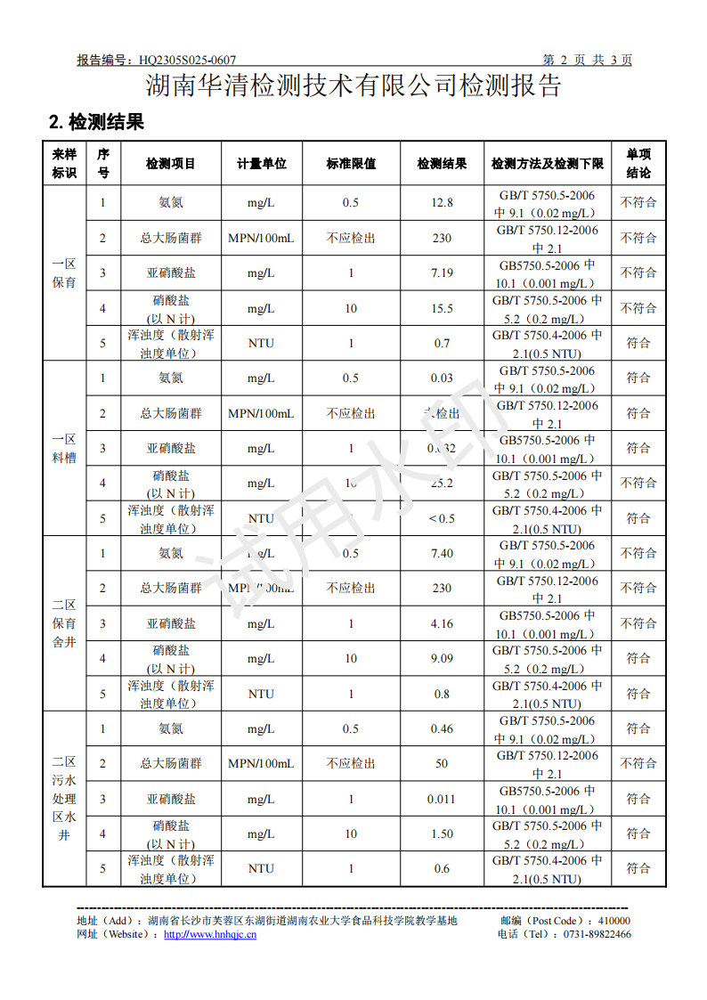 报告编号：HQ2305S025-0607 第 2 页 共 3 页
湖南华清检测技术有限公司检测报告
2.检测结果
来样标识 序号 检测项目 计量单位 标准限值 检测结果 检测方法及检测下限 单项结论
一区保育
1 氨氮 mg/L 0.5 12.8 GB/T 5750.5-2006 中 9.1（0.02 mg/L） 不符合
2 总大肠菌群 MPN/100mL 不应检出 230 GB/T 5750.12-2006 中 2.1 不符合
3 亚硝酸盐 mg/L 1 7.19 GB5750.5-2006 中 10.1（0.001 mg/L） 不符合
4 硝酸盐(以 N 计) mg/L 10 15.5 GB/T 5750.5-2006 中 5.2（0.2 mg/L） 不符合
5 浑浊度（散射浑浊度单位） NTU 1 0.7 GB/T 5750.4-2006 中 2.1(0.5 NTU) 符合
一区料槽
1 氨氮 mg/L 0.5 0.03 GB/T 5750.5-2006 中 9.1（0.02 mg/L） 符合
2 总大肠菌群 MPN/100mL 不应检出 未检出 GB/T 5750.12-2006 中 2.1 符合
3 亚硝酸盐 mg/L 1 0.032 GB5750.5-2006 中 10.1（0.001 mg/L） 符合
4 硝酸盐(以 N 计) mg/L 10 25.2 GB/T 5750.5-2006 中 5.2（0.2 mg/L） 不符合
5 浑浊度（散射浑浊度单位） NTU ＜0.5 GB/T 5750.4-2006 中 2.1(0.5 NTU) 符合
二区保育舍井
1 氨氮 mg/L 0.5 7.40 GB/T 5750.5-2006 中 9.1（0.02 mg/L） 不符合
2 总大肠菌群 MPN/100mL 不应检出 230 GB/T 5750.12-2006 中 2.1 不符合
3 亚硝酸盐 mg/L 1 4.16 GB5750.5-2006 中 10.1（0.001 mg/L） 不符合
4 硝酸盐(以 N 计) mg/L 10 9.09 GB/T 5750.5-2006 中 5.2（0.2 mg/L） 符合
5 浑浊度（散射浑浊度单位） NTU 1 0.8 GB/T 5750.4-2006 中 2.1(0.5 NTU) 符合
二区污水处理区水井
1 氨氮 mg/L 0.5 0.46 GB/T 5750.5-2006 中 9.1（0.02 mg/L） 符合
2 总大肠菌群 MPN/100mL 不应检出 50 GB/T 5750.12-2006 中 2.1 不符合
3 亚硝酸盐 mg/L 1 0.011 GB5750.5-2006 中 10.1（0.001 mg/L） 符合
4 硝酸盐(以 N 计) mg/L 10 1.50 GB/T 5750.5-2006 中 5.2（0.2 mg/L） 符合
5 浑浊度（散射浑浊度单位） NTU 1 0.6 GB/T 5750.4-2006 中 2.1(0.5 NTU) 符合
试用水印
地址（Add）：湖南省长沙市芙蓉区东湖街道湖南农业大学食品科技学院教学基地 邮编（Post Code）：410000
网址（Website）：http://www.hnhqjc.cn 电话（Tel）：0731-89822466